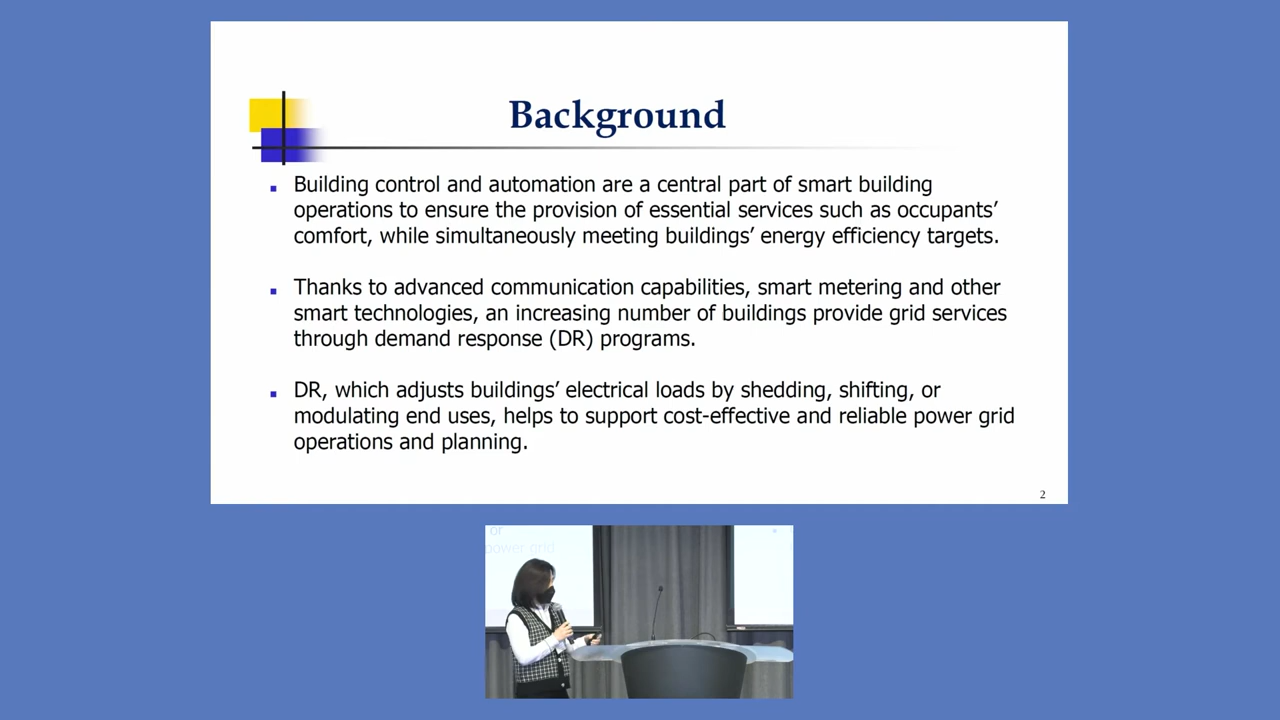 Background
Building control and automation are a central part of smart building
operations to ensure the provision of essential services such as occupants’
comfort, while simultaneously meeting buildings’ energy efficiency targets.
Thanks to advanced communication capabilities, smart metering and other
smart technologies, an increasing number of buildings provide grid services
through demand response (DR) programs.
DR, which adjusts buildings’ electrical loads by shedding, shifting, or
modulating end uses, helps to support cost-effective and reliable power grid
operations and planning.
2
or
power grid